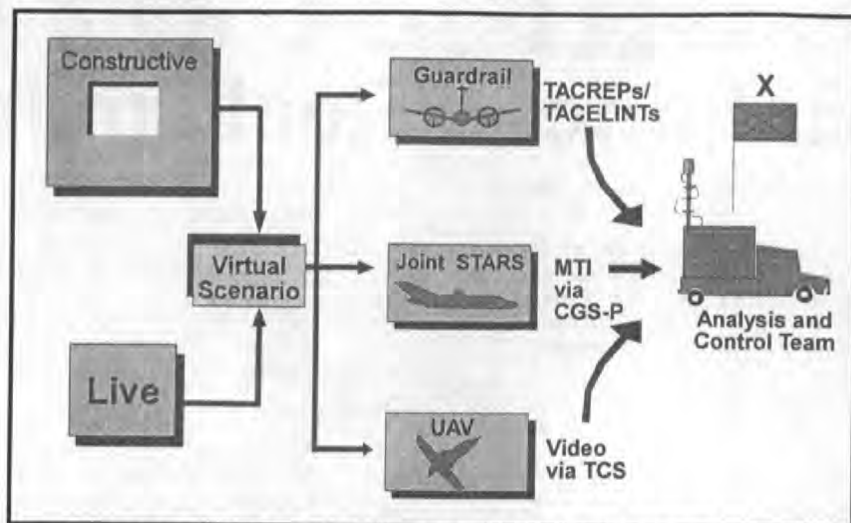 Constructive
Guardrail
TACREPs/
TACELINTs
X
Virtual
Scenario
Joint STARS
MTI
via
CGS-P
Analysis and
Control Team
Live
UAV
Video
via TCS